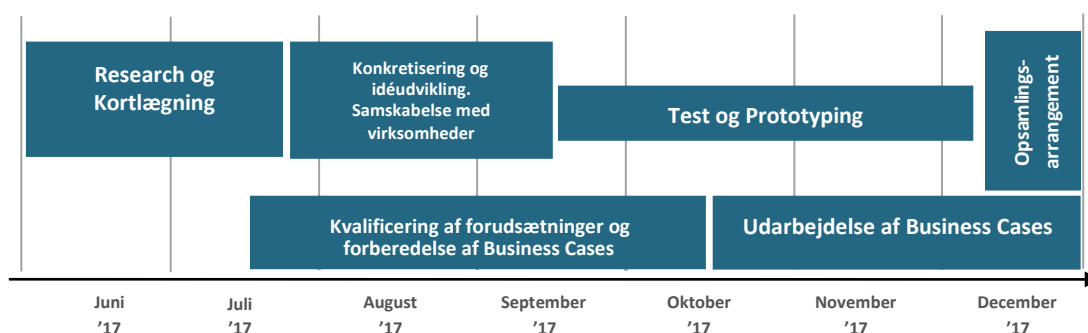 Research og
Kortlægning
Konkretisering og
idéudvikling.
Samskabelse med
virksomheder
Test og Prototyping
Opsamlings-
arrangement
Kvalificering af forudsætninger og
forberedelse af Business Cases
Udarbejdelse af Business Cases
Juni
’17
Juli
’17
August
’17
September
’17
Oktober
’17
November
’17
December
’17